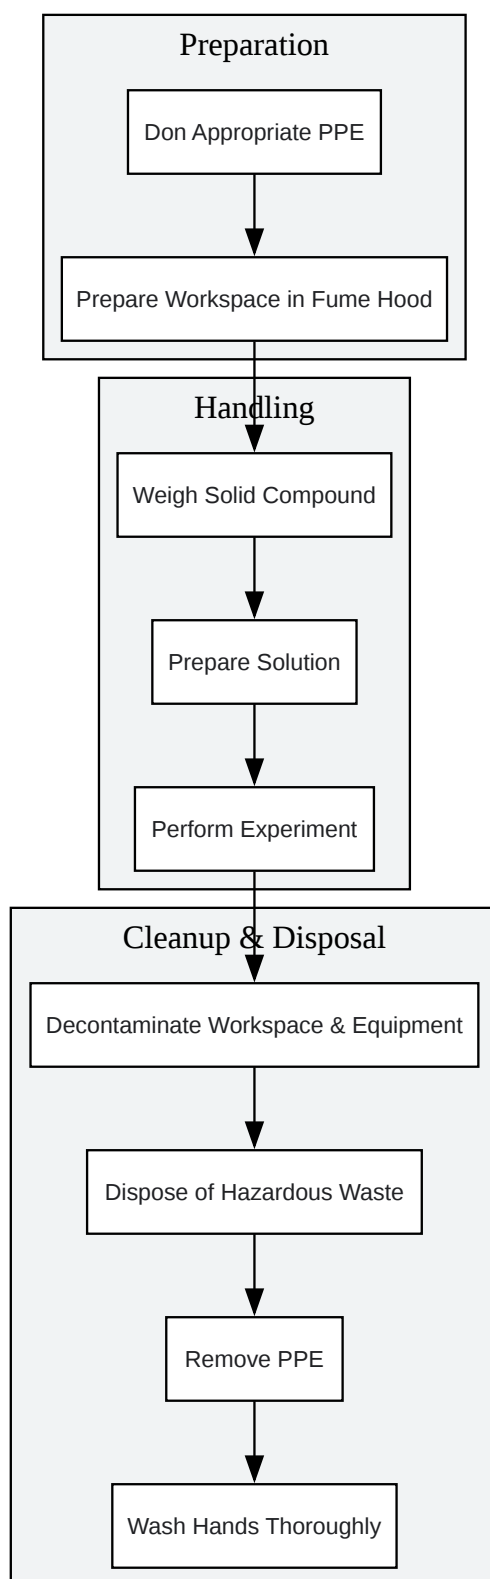 Preparation
Don Appropriate PPE
Prepare Workspace in Fume Hood
Handling
Weigh Solid Compound
Prepare Solution
Perform Experiment
Cleanup & Disposal
Decontaminate Workspace & Equipment
Dispose of Hazardous Waste
Remove PPE
Wash Hands Thoroughly